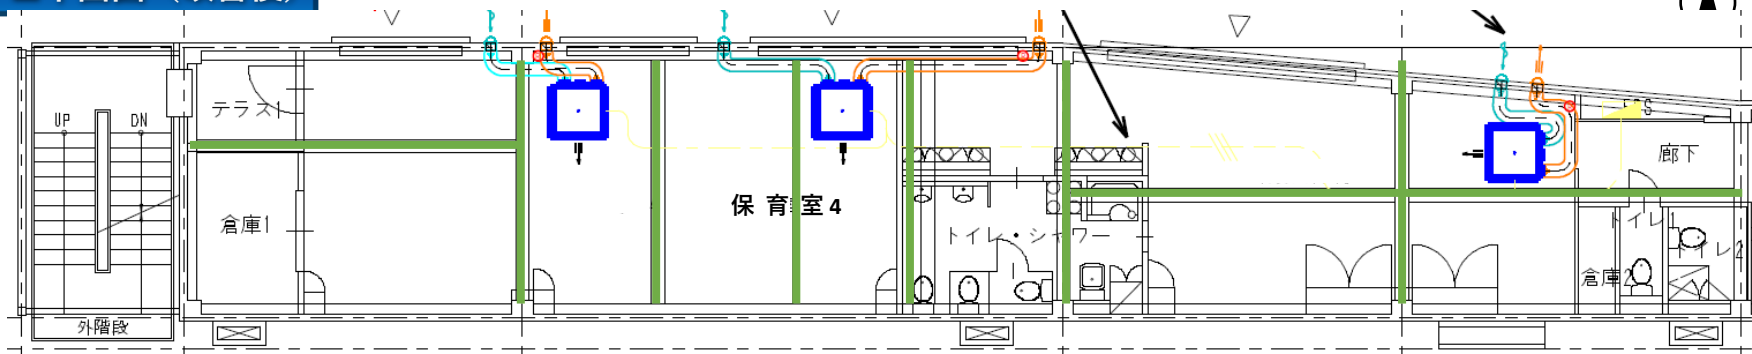 テラス1
UP
DN
廊下
保 育 室 4
倉庫1
トイレ・シャワー
トイレ1
トイレ2
倉庫2
外階段